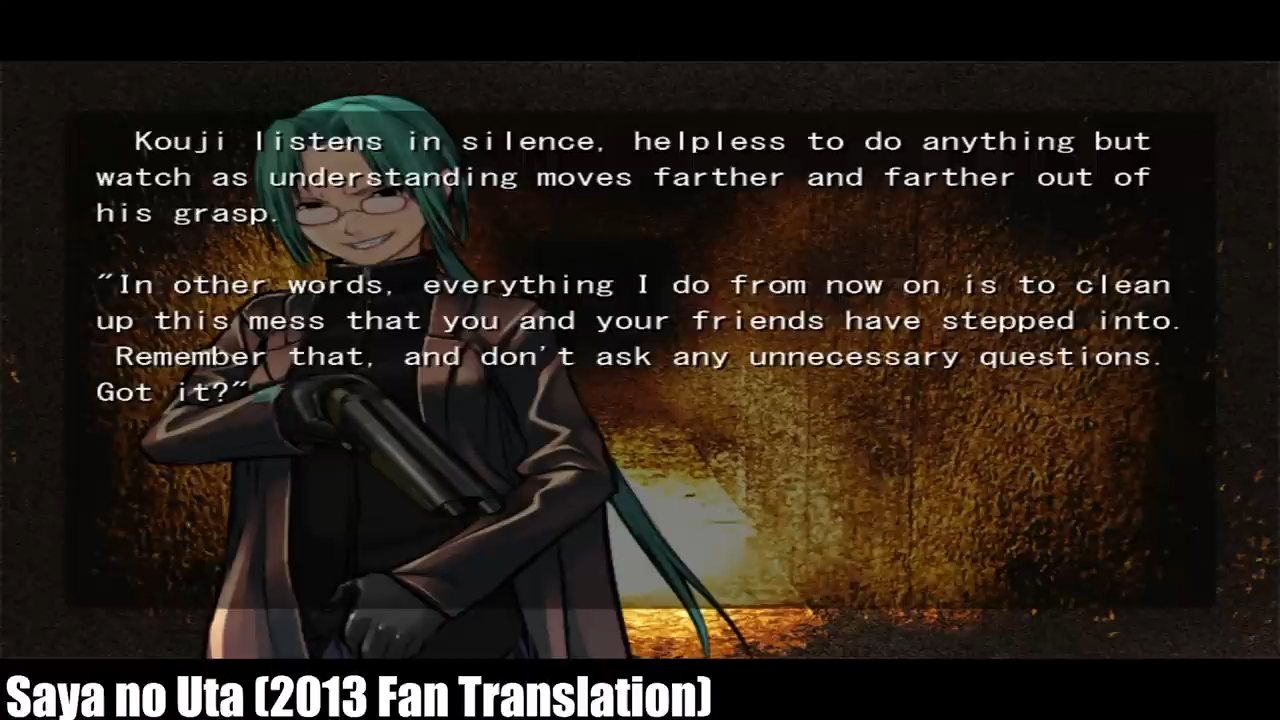 Kouji listens in silence, helpless to do anything but
watch as understanding moves farther and farther out of
his grasp.
"In other words, everything I do from now on is to clean
up this mess that you and your friends have stepped into.
Remember that, and don't ask any unnecessary questions.
Got it?"
Saya no Uta (2013 Fan Translation)